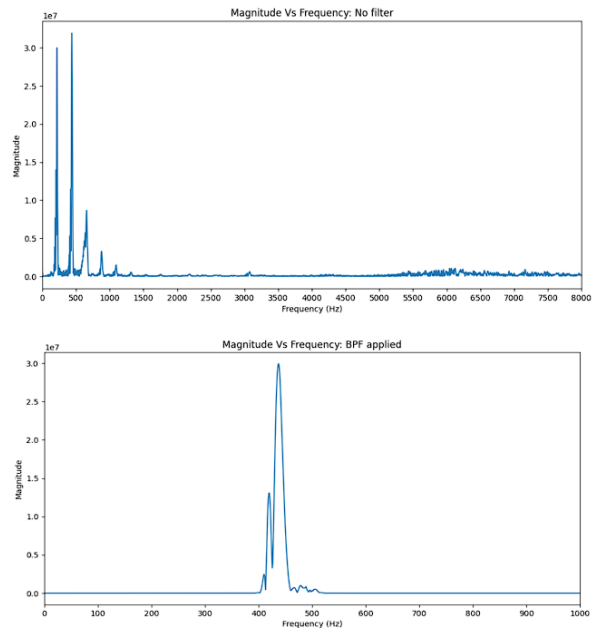 Magnitude Vs Frequency: No filter
1e7
3.0
2.5
2.0
1.5
1.0
0.5
0.0
Magnitude
0 500 1000 1500 2000 2500 3000 3500 4000 4500 5000 5500 6000 6500 7000 7500 8000
Frequency (Hz)
Magnitude Vs Frequency: BPF applied
1e7
3.0
2.5
2.0
1.5
1.0
0.5
0.0
Magnitude
0 100 200 300 400 500 600 700 800 900 1000
Frequency (Hz)